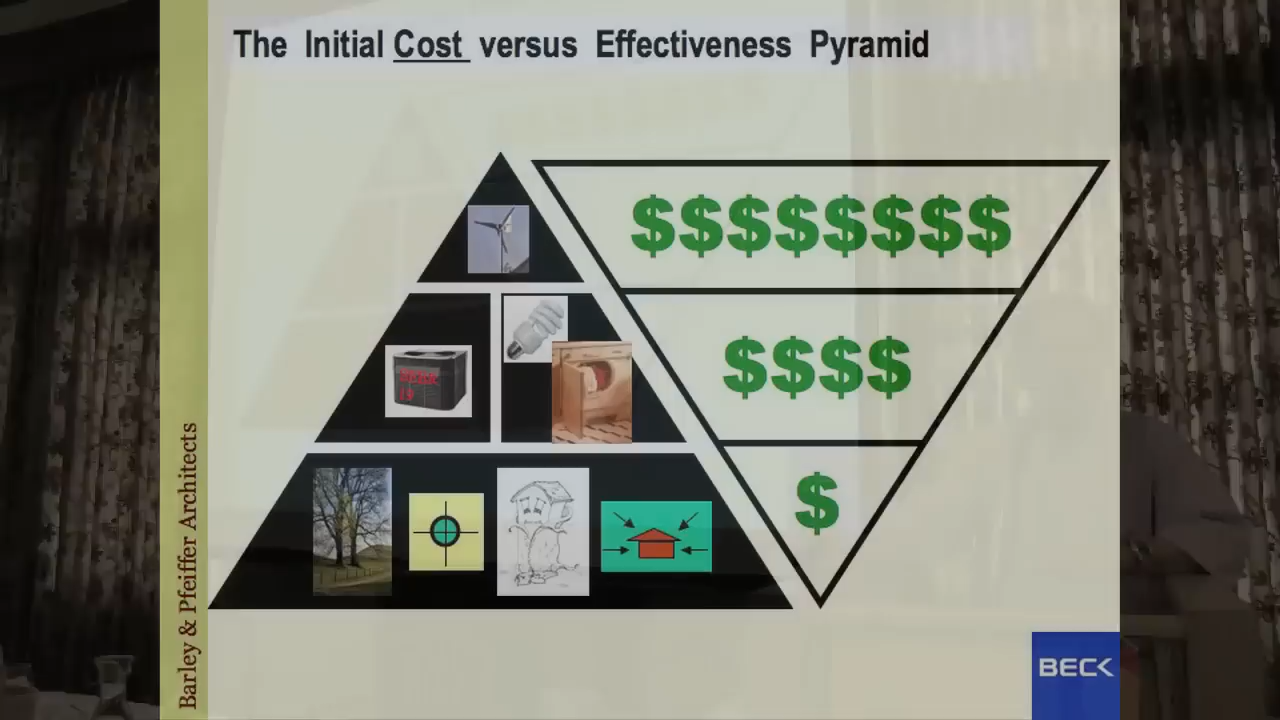 The Initial Cost versus Effectiveness Pyramid
$$$$$$$$
$$$$
$
Barley & Pfeiffer Architects
BECK